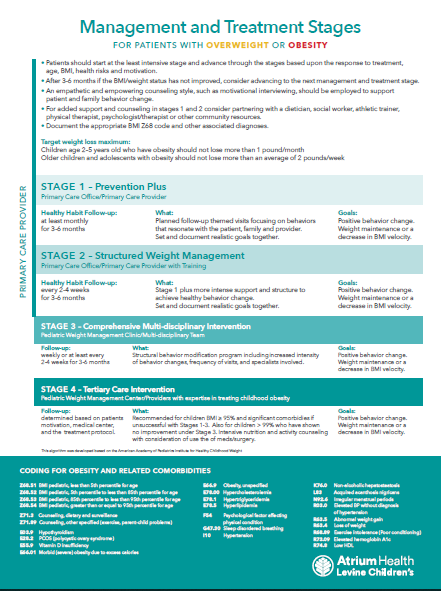 Management and Treatment Stages
FOR PATIENTS WITH OVERWEIGHT OR OBESITY
• Patients should start at the least intensive stage and advance through the stages based upon the response to treatment,
age, BMI, health risks and motivation.
• After 3-6 months if the BMI/weight status has not improved, consider advancing to the next management and treatment stage.
• An empathetic and empowering counseling style, such as motivational interviewing, should be employed to support
patient and family behavior change.
• For added support and counseling in stages 1 and 2 consider partnering with a dietician, social worker, athletic trainer,
physical therapist, psychologist/therapist or other community resources.
• Document the appropriate BMI Z68 code and other associated diagnoses.
Target weight loss maximum:
Children age 2-5 years old who have obesity should not lose more than 1 pound/month
Older children and adolescents with obesity should not lose more than an average of 2 pounds/week
PRIMARY CARE PROVIDER
STAGE 1 – Prevention Plus
Primary Care Office/Primary Care Provider
Healthy Habit Follow-up: What: Goals:
at least monthly Planned follow-up themed visits focusing on behaviors Positive behavior change.
for 3-6 months that resonate with the patient, family and provider. Weight maintenance or a
Set and document realistic goals together. decrease in BMI velocity.
STAGE 2 – Structured Weight Management
Primary Care Office/Primary Care Provider with Training
Healthy Habit Follow-up: What: Goals:
every 2-4 weeks Stage 1 plus more intense support and structure to Positive behavior change.
for 3-6 months achieve healthy behavior change. Weight maintenance or a
Set and document realistic goals together. decrease in BMI velocity.
STAGE 3 – Comprehensive Multi-disciplinary Intervention
Pediatric Weight Management Clinic/Multi-disciplinary Team
Follow-up: What: Goals:
weekly or at least every Structural behavior modification program including increased intensity Positive behavior change.
2-4 weeks for 3-6 months of behavior changes, frequency of visits, and specialists involved. Weight maintenance or a
decrease in BMI velocity.
STAGE 4 – Tertiary Care Intervention
Pediatric Weight Management Center/Providers with expertise in treating childhood obesity
Follow-up: What: Goals:
determined based on patients Recommended for children BMI ≥ 95% and significant comorbidities if Positive behavior change.
motivation, medical center, unsuccessful with Stages 1-3. Also for children > 99% who have shown Weight maintenance or a
and the treatment protocol. no improvement under Stage 3. Intensive nutrition and activity counseling decrease in BMI velocity.
with consideration of use the of meds/surgery.
This algorithm was developed based on the American Academy of Pediatrics Institute for Healthy Childhood Weight
CODING FOR OBESITY AND RELATED COMORBIDITIES
Z68.51 BMI pediatric, less than 5th percentile for age
Z68.52 BMI pediatric, 5th percentile to less than 85th percentile for age
Z68.53 BMI pediatric, 85th percentile to less than 95th percentile for age
Z68.54 BMI pediatric, greater than or equal to 95th percentile for age
Z71.3 Counseling, dietary and surveillance
Z71.89 Counseling, other specified (exercise, parent-child problems)
E03.9 Hypothyroidism
E28.2 PCOS (polycystic ovary syndrome)
E55.9 Vitamin D insufficiency
E66.01 Morbid (severe) obesity due to excess calories
E66.9 Obesity, unspecified
E78.00 Hypercholesterolemia
E78.1 Hypertriglyceridemia
E78.5 Hyperlipidemia
F54 Psychological factor affecting
physical condition
G47.30 Sleep disordered breathing
I10 Hypertension
K76.0 Non-alcoholic hepatosteatosis
L83 Acquired acanthosis nigricans
N92.6 Irregular menstrual periods
R03.0 Elevated BP without diagnosis
of hypertension
R63.5 Abnormal weight gain
R63.4 Loss of weight
Exercise Intolerance (Poor conditioning)
R73.09 Elevated hemoglobin A1c
Low HDL
Atrium Health
Levine Children's